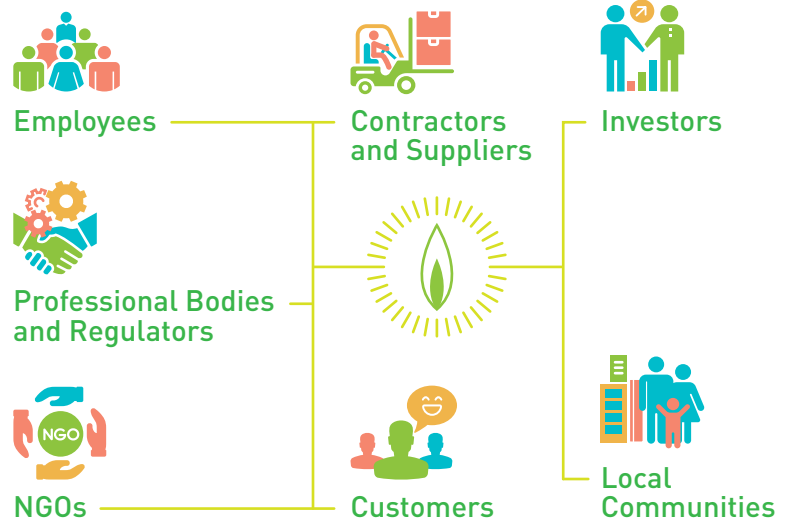 Employees
Contractors
and Suppliers
Investors
Professional Bodies
and Regulators
NGO
NGOs
Customers
Local
Communities